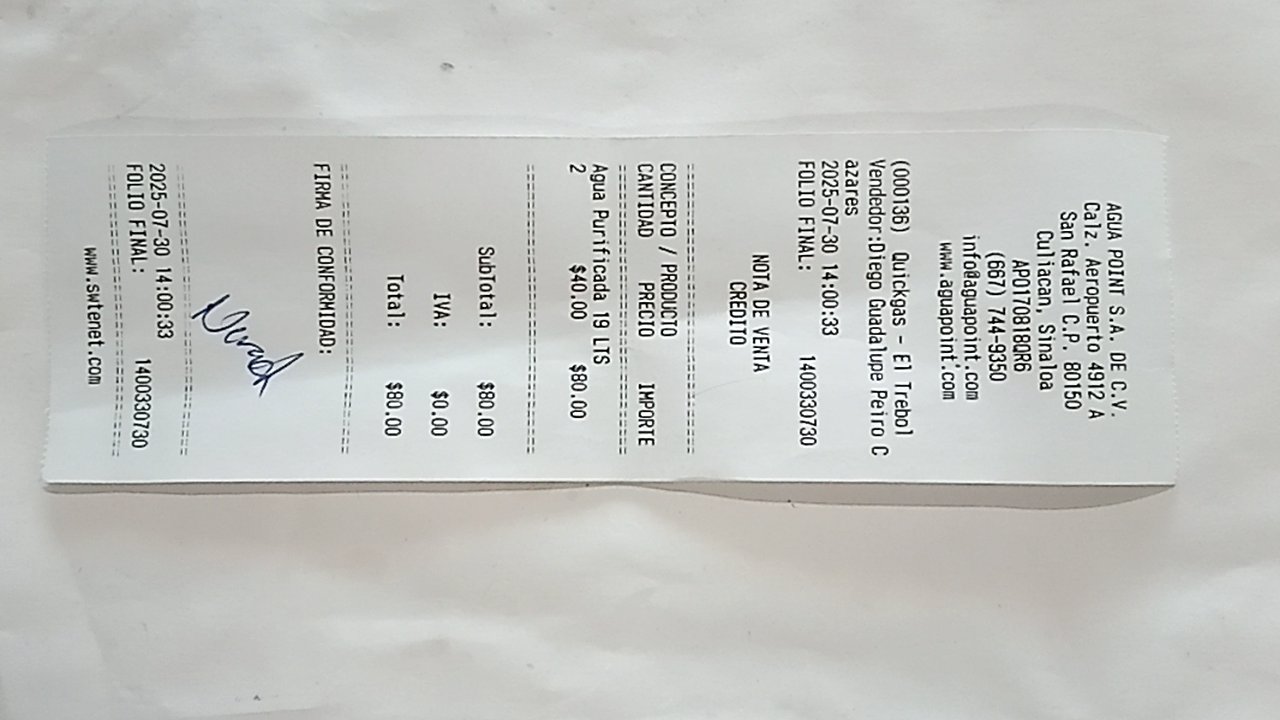 AGUA POINT S.A. DE C.V.
Calz. Aeropuerto 4912 A
San Rafael C.P. 80150
Culiacan, Sinaloa
APO170818QR6
(667) 744-9350
info@aguapoint.com
www.aguapoint.com
(000136) Quickgas - El Trebol
Vendedor:Diego Guadalupe Peiro C
azares
2025-07-30 14:00:33
FOLIO FINAL: 1400330730
NOTA DE VENTA
CREDITO
================================
CONCEPTO / PRODUCTO
CANTIDAD PRECIO IMPORTE
================================
Agua Purificada 19 LTS
2 $40.00 $80.00
================================
SubTotal: $80.00
IVA: $0.00
Total: $80.00
================================
FIRMA DE CONFORMIDAD:
================================
2025-07-30 14:00:33
FOLIO FINAL: 1400330730
================================
www.swtenet.com